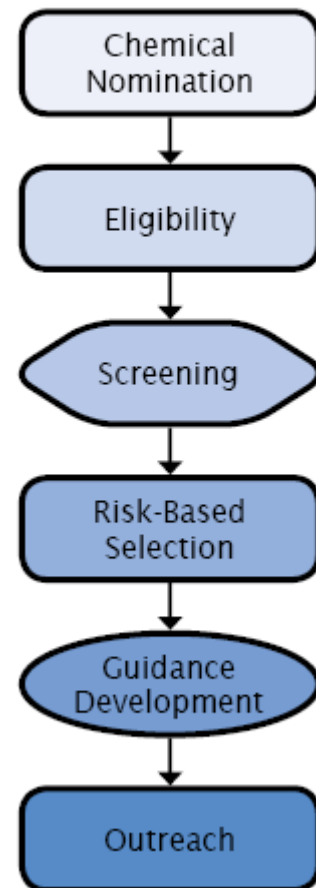 Chemical
Nomination
Eligibility
Screening
Risk-Based
Selection
Guidance
Development
Outreach